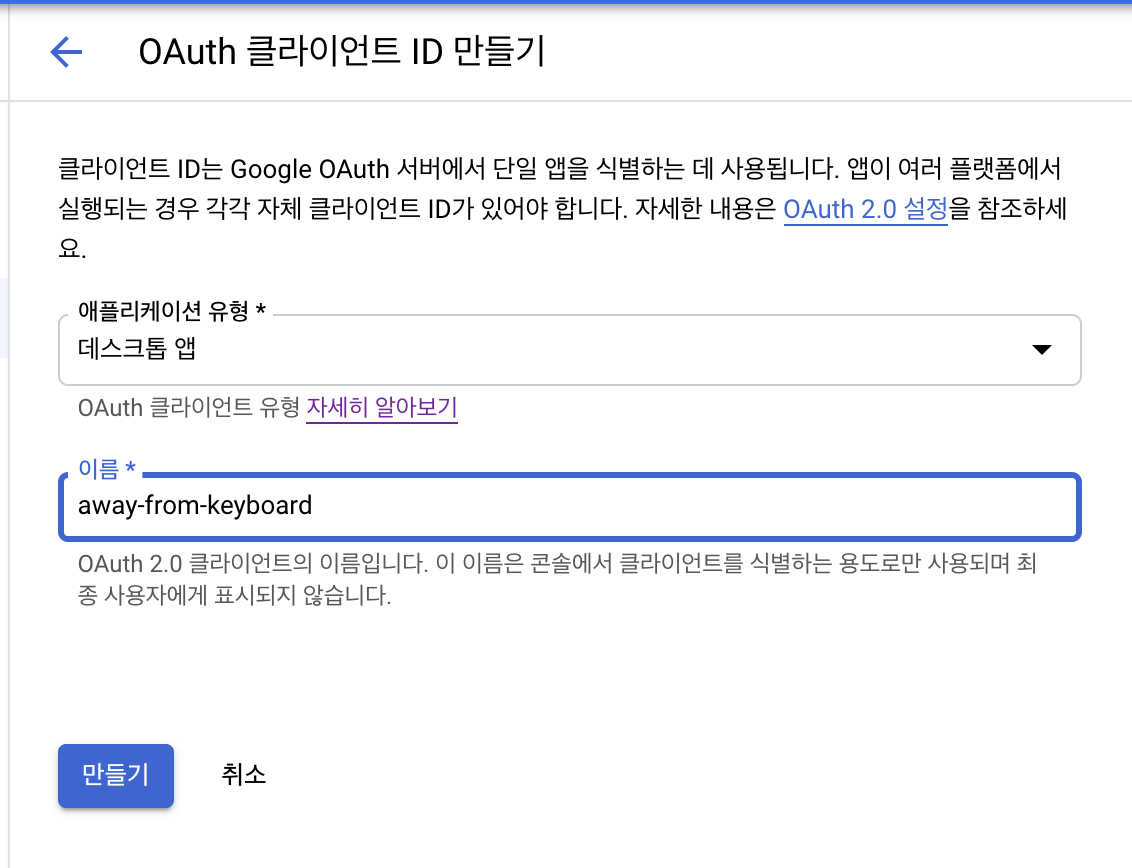 OAuth 클라이언트 ID 만들기
클라이언트 ID는 Google OAuth 서버에서 단일 앱을 식별하는 데 사용됩니다. 앱이 여러 플랫폼에서
실행되는 경우 각각 자체 클라이언트 ID가 있어야 합니다. 자세한 내용은 OAuth 2.0 설정을 참조하세
요.
애플리케이션 유형 *
데스크톱 앱
OAuth 클라이언트 유형 자세히 알아보기
이름 *
away-from-keyboard
OAuth 2.0 클라이언트의 이름입니다. 이 이름은 콘솔에서 클라이언트를 식별하는 용도로만 사용되며 최
종 사용자에게 표시되지 않습니다.
만들기 취소